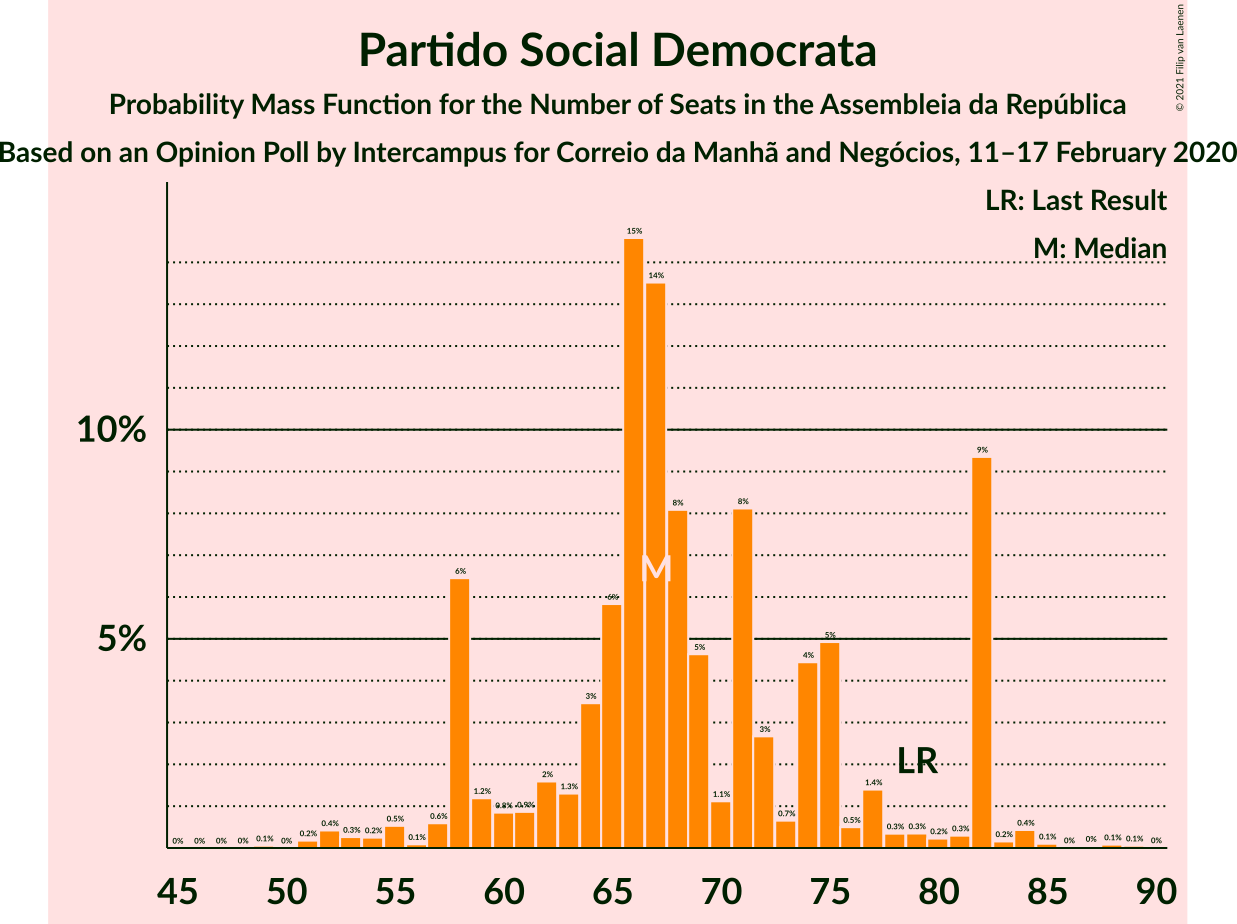 Partido Social Democrata
Probability Mass Function for the Number of Seats in the Assembleia da República
Based on an Opinion Poll by Intercampus for Correio da Manhã and Negócios, 11–17 February 2020
© 2021 Filip van Laenen
LR: Last Result
M: Median
10%
5%
0% 0% 0% 0% 0.1% 0% 0.2% 0.4% 0.3% 0.2% 0.5% 0.1% 0.6% 6% 1.2% 0.8% 0.9% 2% 1.3% 3% 6% 15% 14% 8% 5% 1.1% 8% 3% 0.7% 4% 5% 0.5% 1.4% 0.3% 0.3% 0.2% 0.3% 9% 0.2% 0.4% 0.1% 0% 0% 0.1% 0.1% 0%
M
LR
45 50 55 60 65 70 75 80 85 90